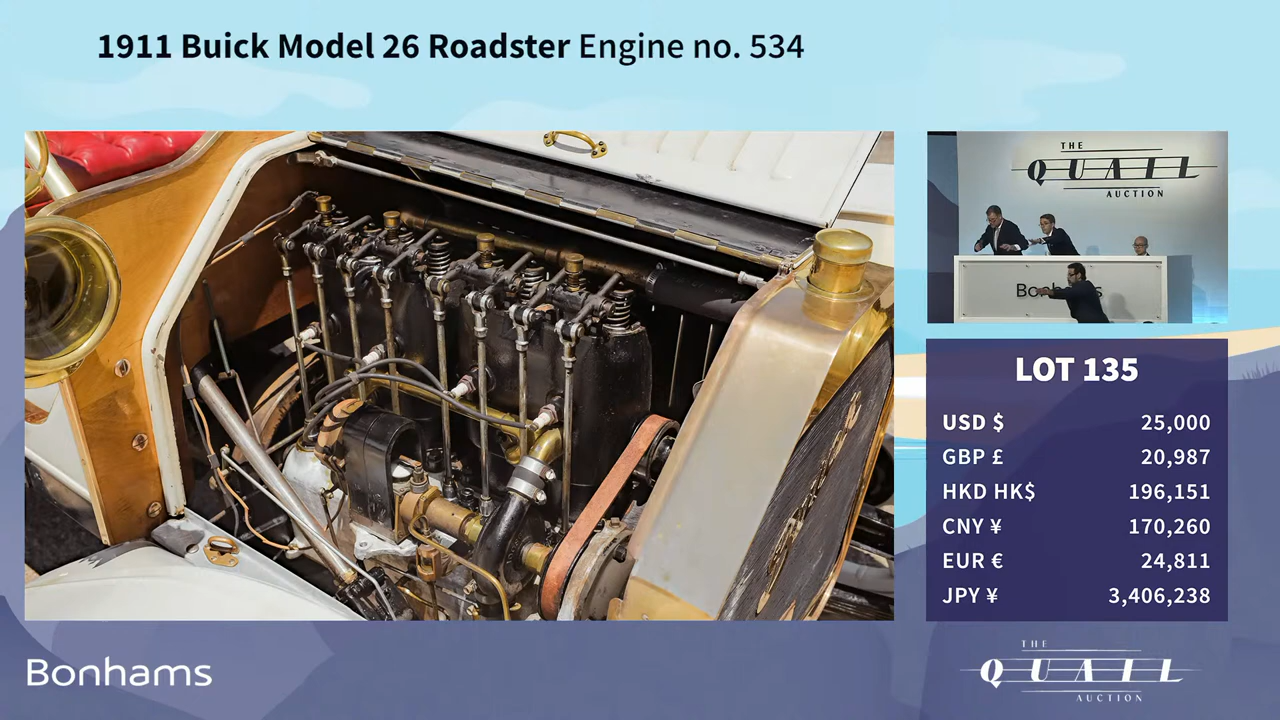 1911 Buick Model 26 Roadster Engine no. 534
THE
QUAIL
AUCTION
LOT 135
USD $ 25,000
GBP £ 20,987
HKD HK$ 196,151
CNY ¥ 170,260
EUR € 24,811
JPY ¥ 3,406,238
Bonhams
THE
QUAIL
AUCTION